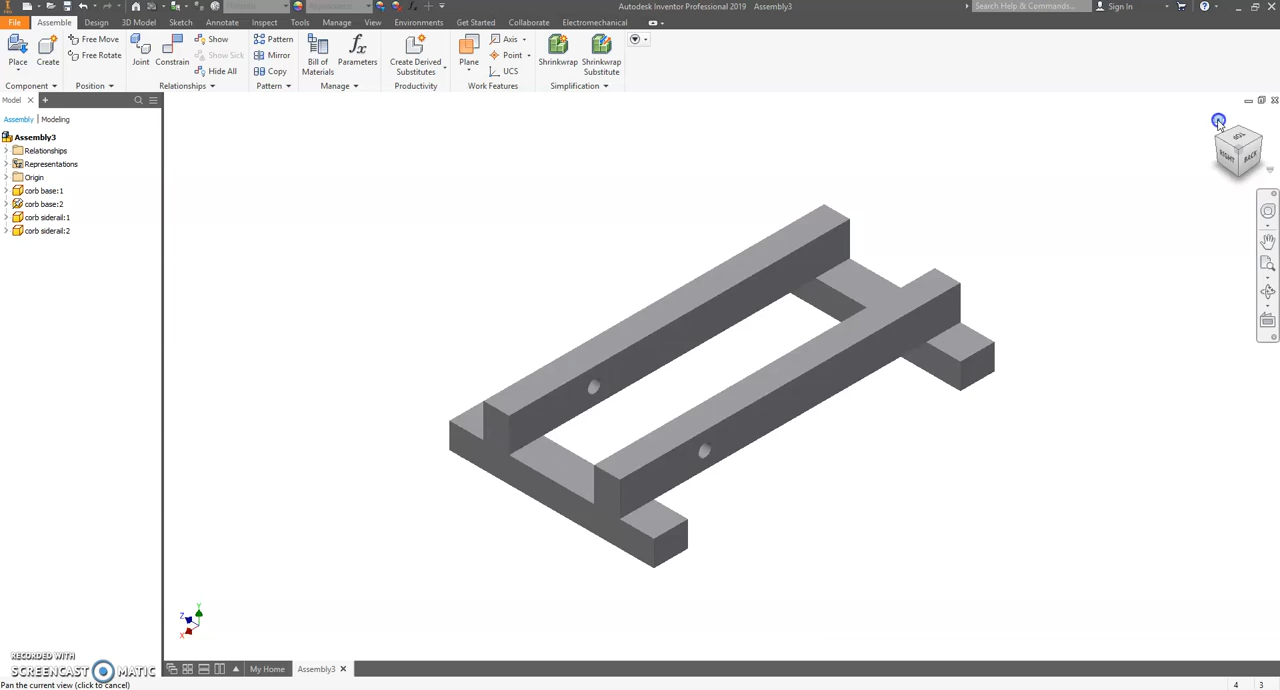 Autodesk Inventor Professional 2019 Assembly3
Search Help & Commands...
Sign In
File Assemble Design 3D Model Sketch Annotate Inspect Tools Manage View Environments Get Started Collaborate Electromechanical
Place
Create
Free Move
Free Rotate
Joint
Constrain
Show
Show Sick
Hide All
Pattern
Mirror
Copy
Bill of
Materials
Parameters
Create Derived
Substitutes
Plane
Axis
Point
UCS
Shrinkwrap
Shrinkwrap
Substitute
Component
Position
Relationships
Pattern
Manage
Productivity
Work Features
Simplification
Model
Assembly | Modeling
Assembly3
Relationships
Representations
Origin
corb base:1
corb base:2
corb siderail:1
corb siderail:2
TOP
RIGHT
BACK
Y
Z
X
RECORDED WITH
SCREENCAST MATIC
My Home
Assembly3
Pan the current view (click to cancel)
4 3